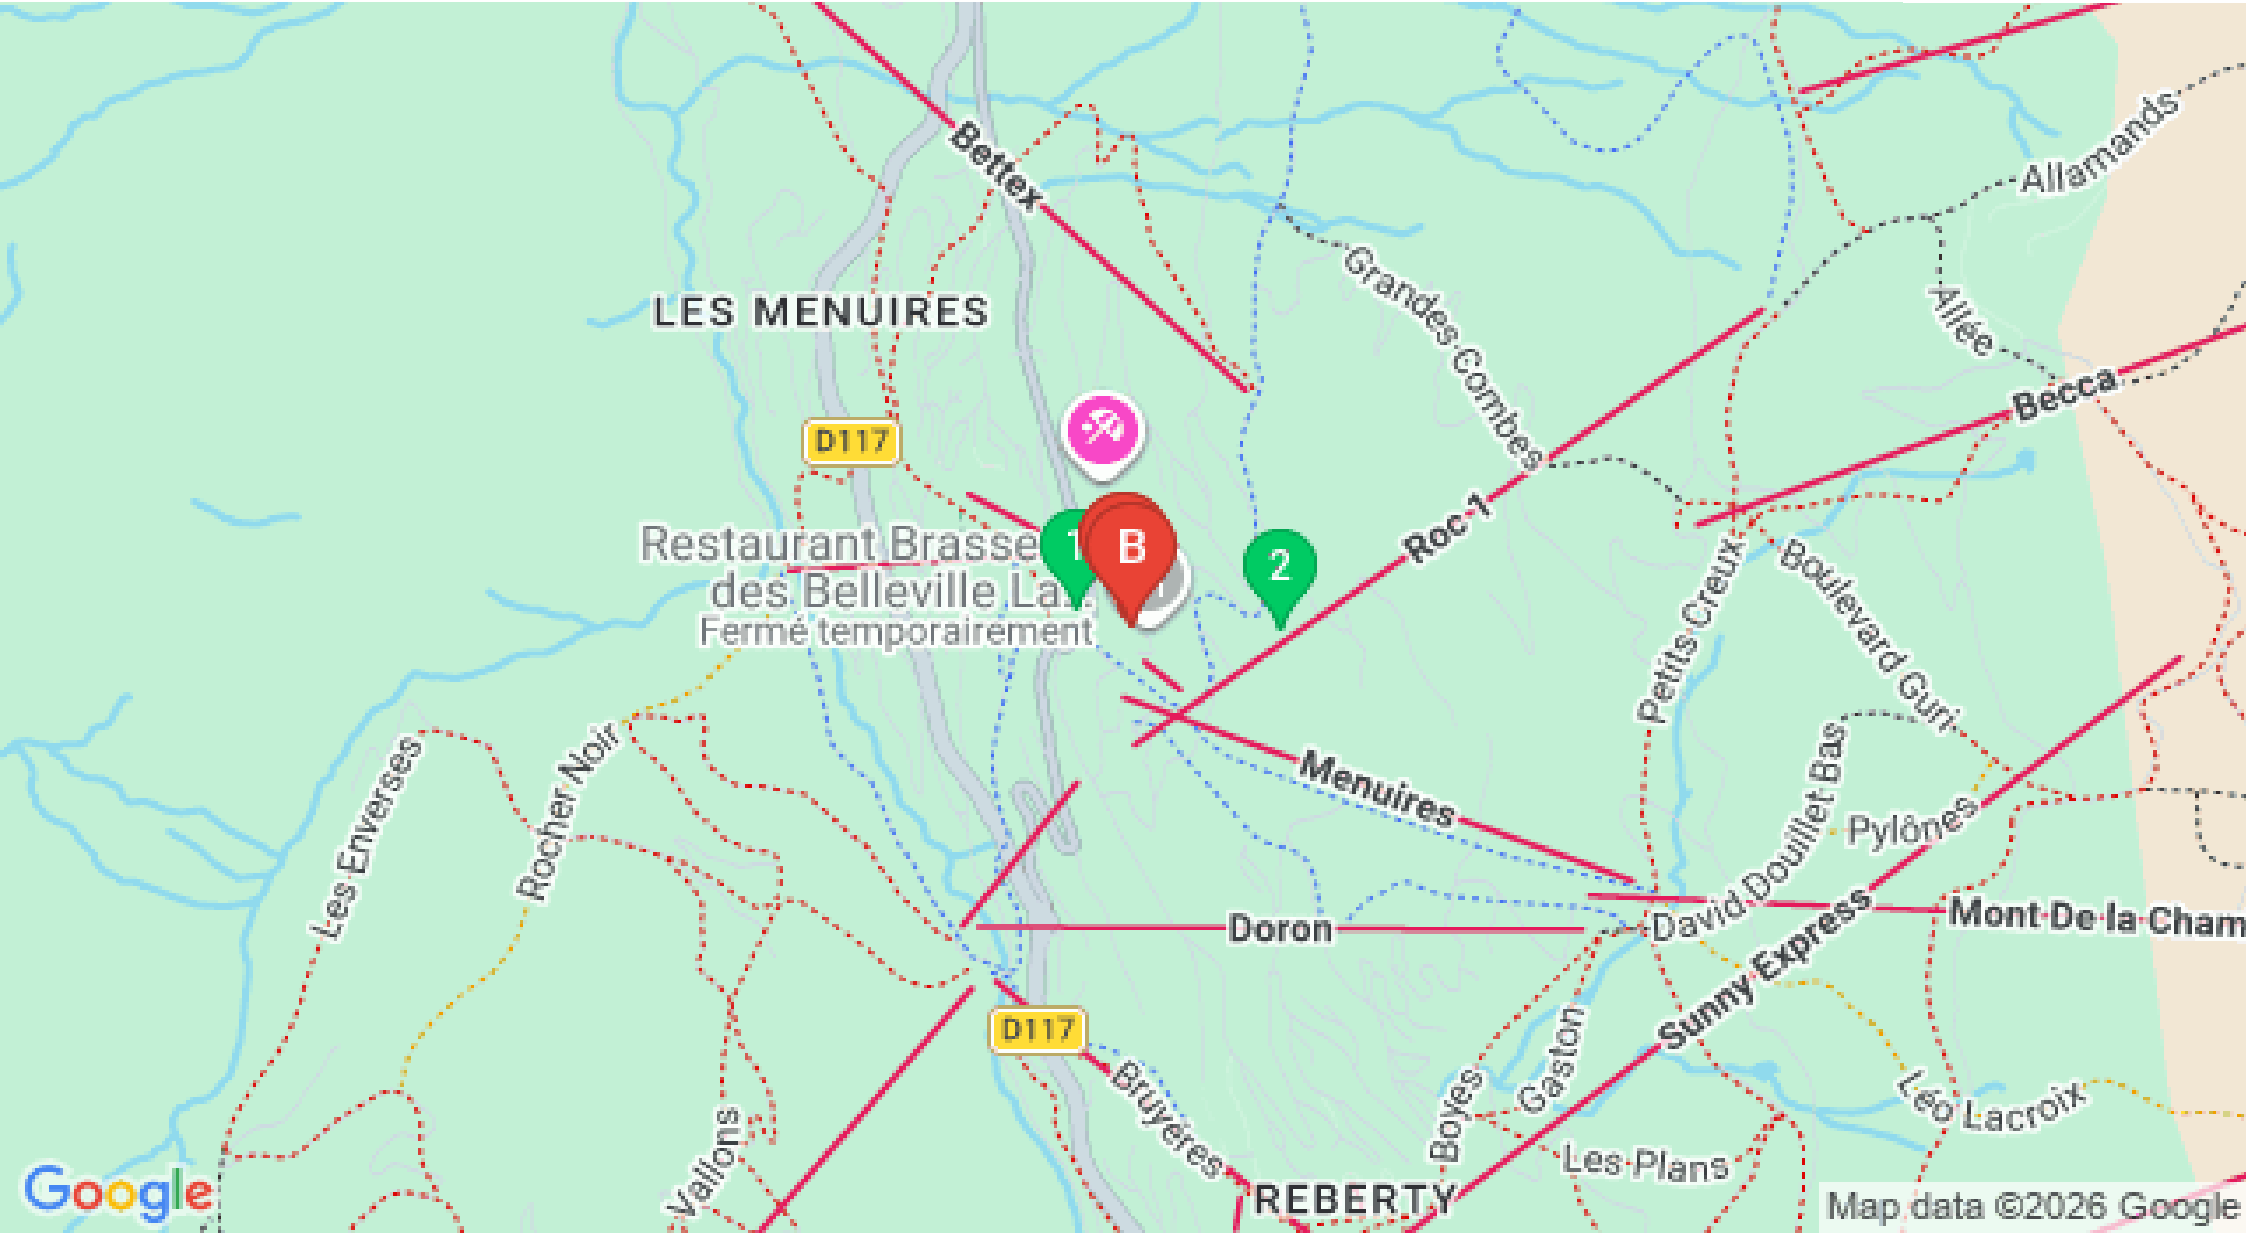 Bettex
Allamands
Grandes Combes
Allée
LES MENUIRES
Becca
D117
Roc 1
Restaurant Brasse
des Belleville La...
Fermé temporairement
1
B
2
Petits Creux
Boulevard Guri
Les Enverses
Rocher Noir
Menuires
David Douillet Bas
Pylônes
Doron
Mont De la Cham
Sunny Express
D117
Bruyères
Boyes
Gaston
Léo Lacroix
Vallons
Les Plans
REBERTY
Google
Map data ©2026 Google